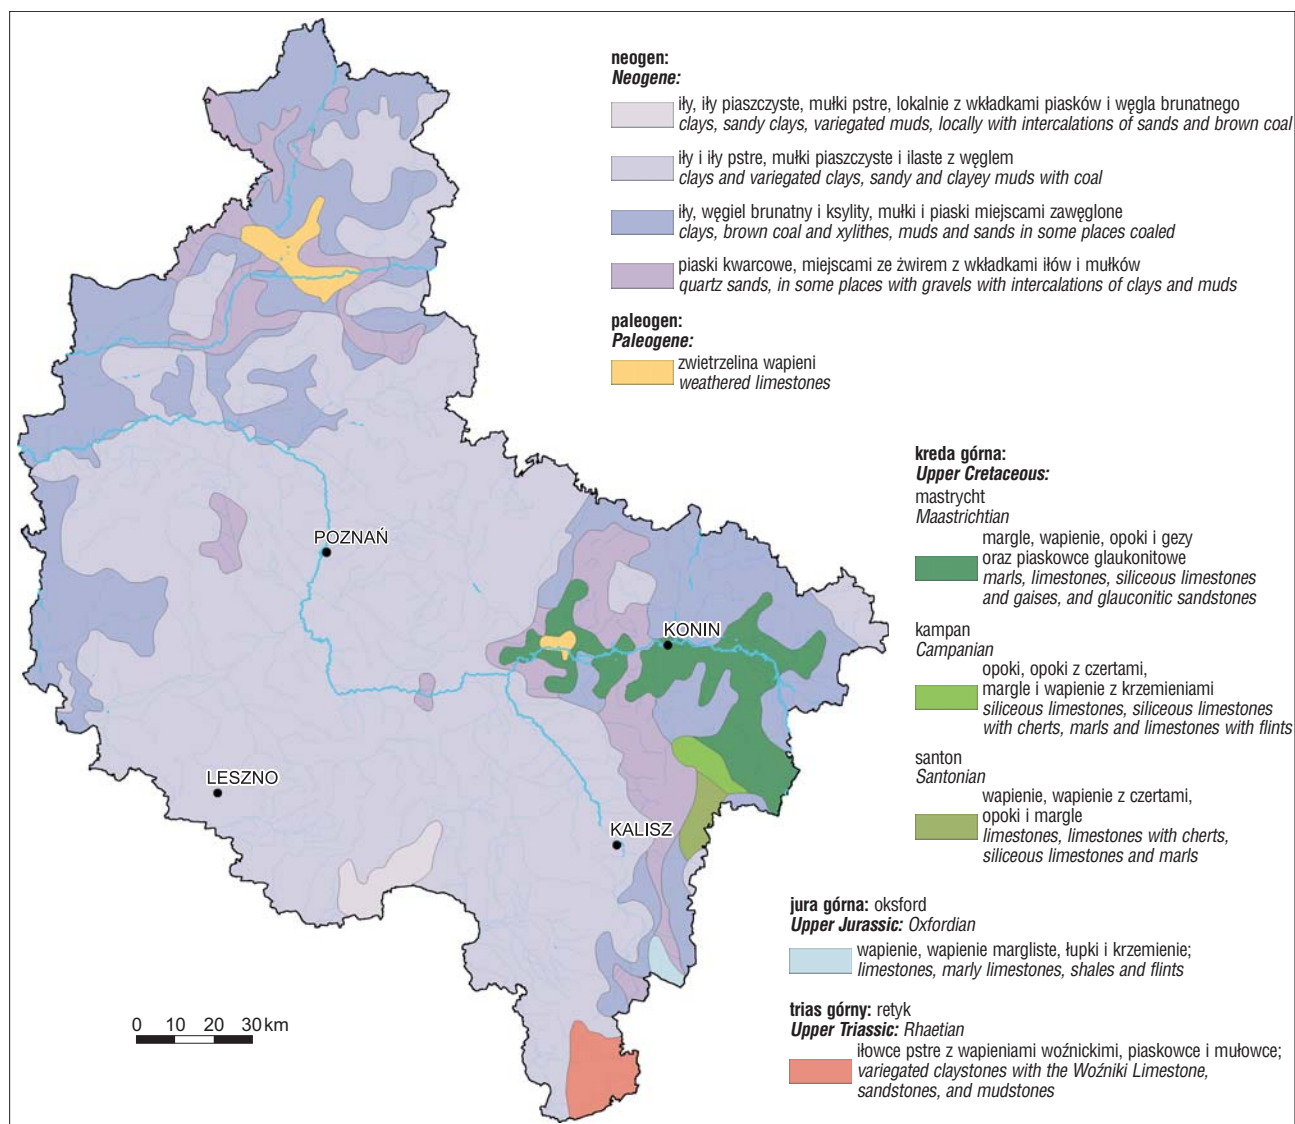 neogen:
Neogene:
iły, iły piaszczyste, mułki pstre, lokalnie z wkładkami piasków i węgla brunatnego
clays, sandy clays, variegated muds, locally with intercalations of sands and brown coal
iły i iły pstre, mułki piaszczyste i ilaste z węglem
clays and variegated clays, sandy and clayey muds with coal
iły, węgiel brunatny i ksylity, mułki i piaski miejscami zawęglone
clays, brown coal and xylithes, muds and sands in some places coaled
piaski kwarcowe, miejscami ze żwirem z wkładkami iłów i mułków
quartz sands, in some places with gravels with intercalations of clays and muds
paleogen:
Paleogene:
zwietrzelina wapieni
weathered limestones
kreda górna:
Upper Cretaceous:
mastrycht
Maastrichtian
margle, wapienie, opoki i gezy
oraz piaskowce glaukonitowe
marls, limestones, siliceous limestones
and gaises, and glauconitic sandstones
kampan
Campanian
opoki, opoki z czertami,
margle i wapienie z krzemieniami
siliceous limestones, siliceous limestones
with cherts, marls and limestones with flints
santon
Santonian
wapienie, wapienie z czertami,
opoki i margle
limestones, limestones with cherts,
siliceous limestones and marls
jura górna: oksford
Upper Jurassic: Oxfordian
wapienie, wapienie margliste, łupki i krzemienie;
limestones, marly limestones, shales and flints
trias górny: retyk
Upper Triassic: Rhaetian
iłowce pstre z wapieniami woźnickimi, piaskowce i mułowce;
variegated claystones with the Woźniki Limestone,
sandstones, and mudstones
POZNAŃ
KONIN
LESZNO
KALISZ
0 10 20 30 km